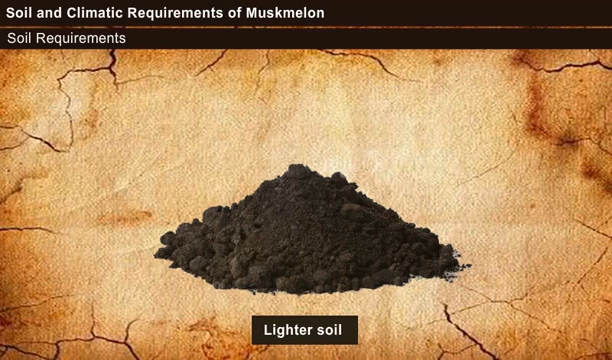 Soil and Climatic Requirements of Muskmelon
Soil Requirements
Lighter soil